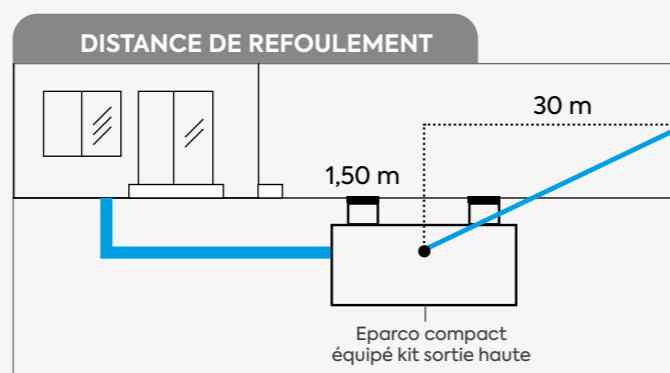 DISTANCE DE REFOULEMENT
30 m
1,50 m
Eparco compact
équipé kit sortie haute